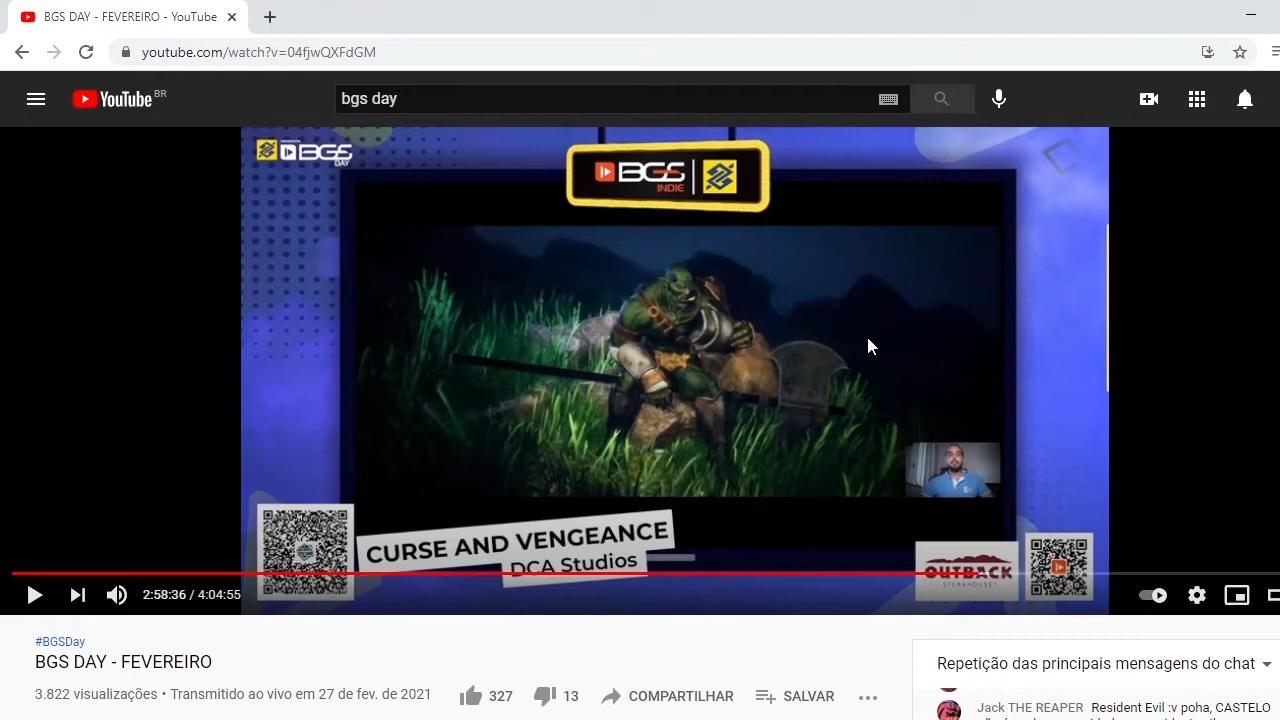 BGS DAY - FEVEREIRO - YouTube
youtube.com/watch?v=04fjwQXFdGM
YouTube BR
bgs day
BGS DAY
BGS INDIE
CURSE AND VENGEANCE
DCA Studios
OUTBACK
STEAKHOUSE
2:58:36 / 4:04:55
#BGSDay
BGS DAY - FEVEREIRO
3.822 visualizações • Transmitido ao vivo em 27 de fev. de 2021
327
13
COMPARTILHAR
SALVAR
Repetição das principais mensagens do chat
Jack THE REAPER Resident Evil :v poha, CASTELO